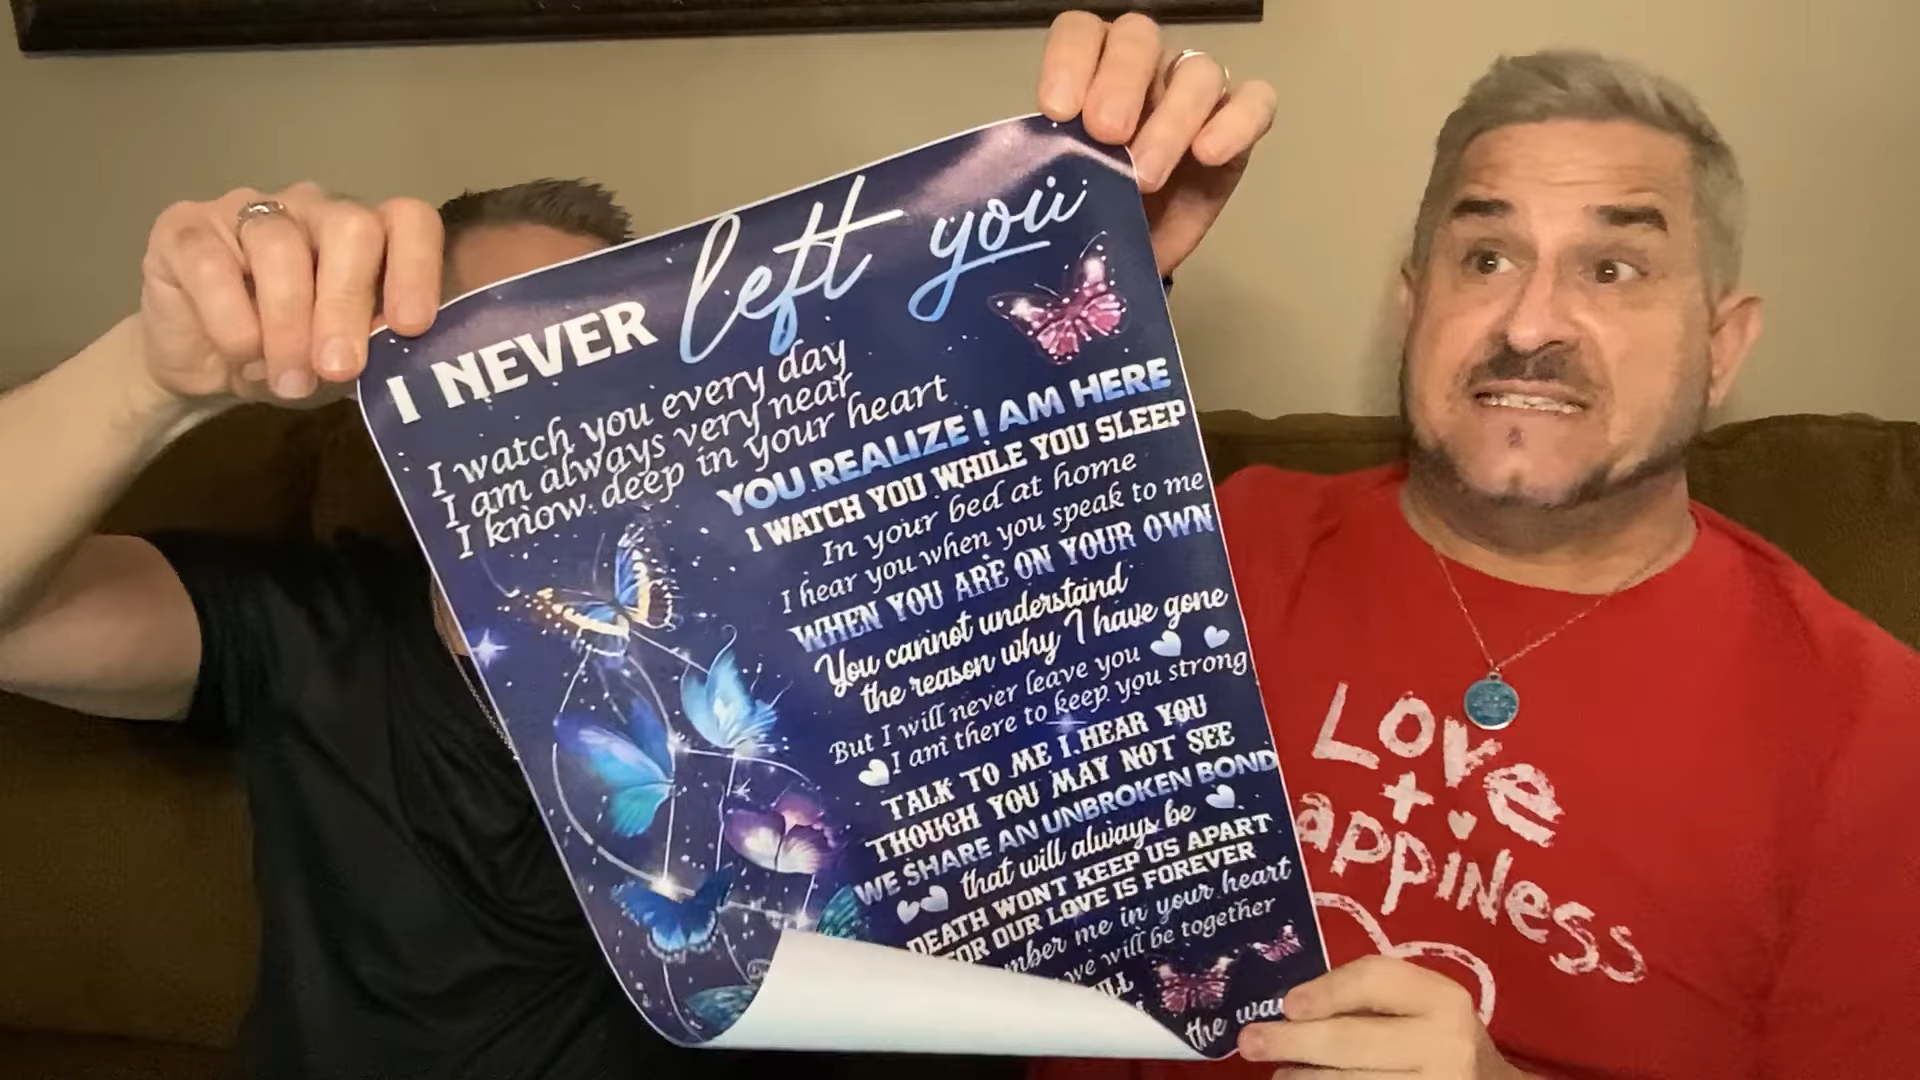 I NEVER left you
I watch you every day
I am always very near
I know deep in your heart
YOU REALIZE I AM HERE
I WATCH YOU WHILE YOU SLEEP
In your bed at home
I hear you when you speak to me
WHEN YOU ARE ON YOUR OWN
You cannot understand
the reason why I have gone
But I will never leave you
I am there to keep you strong
TALK TO ME I HEAR YOU
THOUGH YOU MAY NOT SEE
WE SHARE AN UNBROKEN BOND
that will always be
DEATH WONT KEEP US APART
FOR OUR LOVE IS FOREVER
me in your heart
we will be together
the
Love
+
appiness